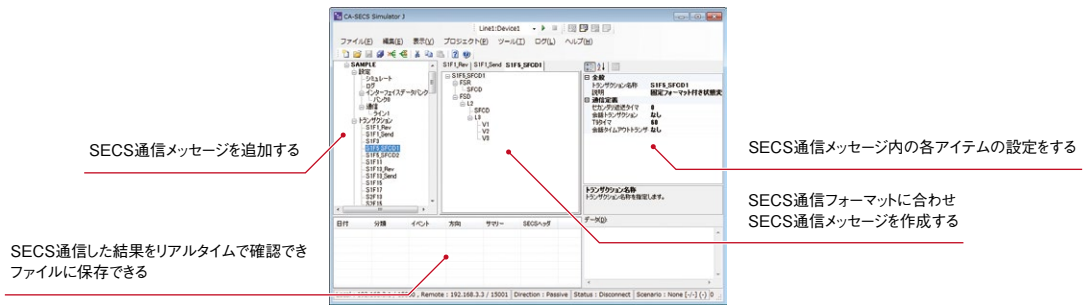 CA-SECS Simulator J
Line1:Device1
ファイル(F) 編集(E) 表示(V) プロジェクト(P) ツール(T) ログ(L) ヘルプ(H)
SAMPLE
設定
シミュレート
ログ
インターフェイスデータバンク
バンク0
通信
ライン1
トランザクション
S1F1_Rev
S1F1_Send
S1F3
S1F5_SFCD1
S1F5_SFCD2
S1F11
S1F13_Rev
S1F13_Send
S1F15
S1F17
S2F13
S2F15
S1F1_Rev S1F1_Send S1F5_SFCD1
S1F5_SFCD1
FSR
SFCD
FSD
L2
SFCD
L3
V1
V2
V3
全般
トランザクション名称 S1F5_SFCD1
説明 固定フォーマット付き状態変
通信定義
セカンダリ返送タイマ 0
会話トランザクション なし
T9タイマ 60
会話タイムアウトトランザ なし
トランザクション名称
トランザクション名称を指定します。
日付 分類 イベント 方向 サマリー SECSヘッダ
データ(D)
Remote : 192.168.3.3 / 15001 Direction : Passive Status : Disconnect Scenario : None [-/-] (-) 0
SECS通信メッセージを追加する
SECS通信した結果をリアルタイムで確認でき
ファイルに保存できる
SECS通信メッセージ内の各アイテムの設定をする
SECS通信フォーマットに合わせ
SECS通信メッセージを作成する